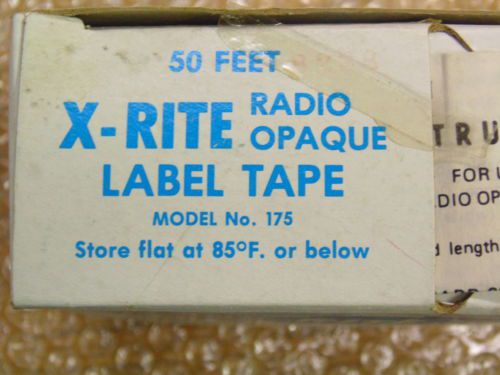 50 FEET
X-RITE RADIO OPAQUE
LABEL TAPE
MODEL No. 175
Store flat at 85°F. or below
TRU
FOR U
DIO OP
d length